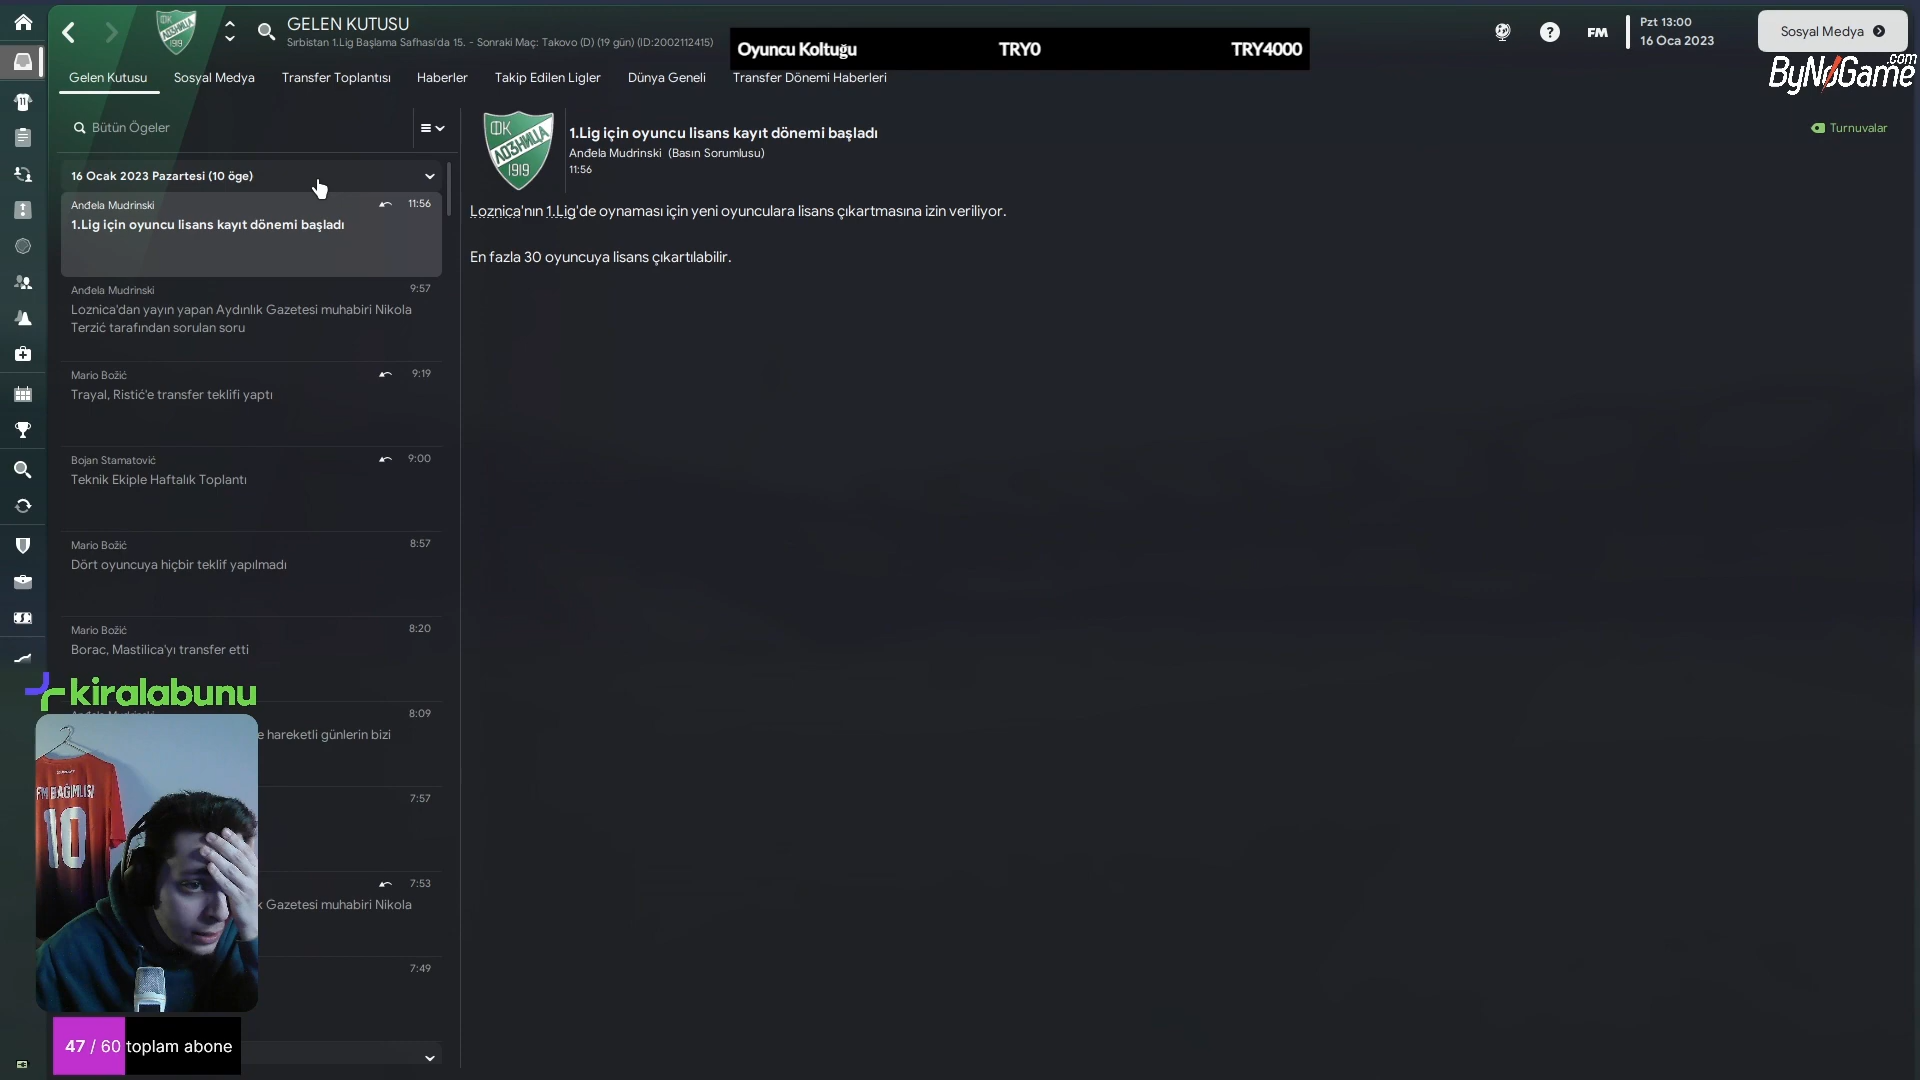 GELEN KUTUSU
Sırbistan 1.Lig Başlama Safhası'da 15. - Sonraki Maç: Takovo (D) (19 gün) (ID:2002112415)
Oyuncu Koltuğu TRY0 TRY4000
FM
Pzt 13:00
16 Oca 2023
Sosyal Medya
ByNoGame.com
Gelen Kutusu Sosyal Medya Transfer Toplantısı Haberler Takip Edilen Ligler Dünya Geneli Transfer Dönemi Haberleri
Bütün Ögeler
16 Ocak 2023 Pazartesi (10 öge)
Anđela Mudrinski 11:56
1.Lig için oyuncu lisans kayıt dönemi başladı
Anđela Mudrinski 9:57
Loznica'dan yayın yapan Aydınlık Gazetesi muhabiri Nikola
Terzić tarafından sorulan soru
Mario Božić 9:19
Trayal, Ristić'e transfer teklifi yaptı
Bojan Stamatović 9:00
Teknik Ekiple Haftalık Toplantı
Mario Božić 8:57
Dört oyuncuya hiçbir teklif yapılmadı
Mario Božić 8:20
Borac, Mastilica'yı transfer etti
kiralabunu
8:09
e hareketli günlerin bizi
7:57
7:53
k Gazetesi muhabiri Nikola
7:49
FM BAĞIMLISI
10
47 / 60 toplam abone
ФК
ЛОЗНИЦА
1919
1.Lig için oyuncu lisans kayıt dönemi başladı
Anđela Mudrinski (Basın Sorumlusu)
11:56
Turnuvalar
Loznica'nın 1.Lig'de oynaması için yeni oyunculara lisans çıkartmasına izin veriliyor.
En fazla 30 oyuncuya lisans çıkartılabilir.